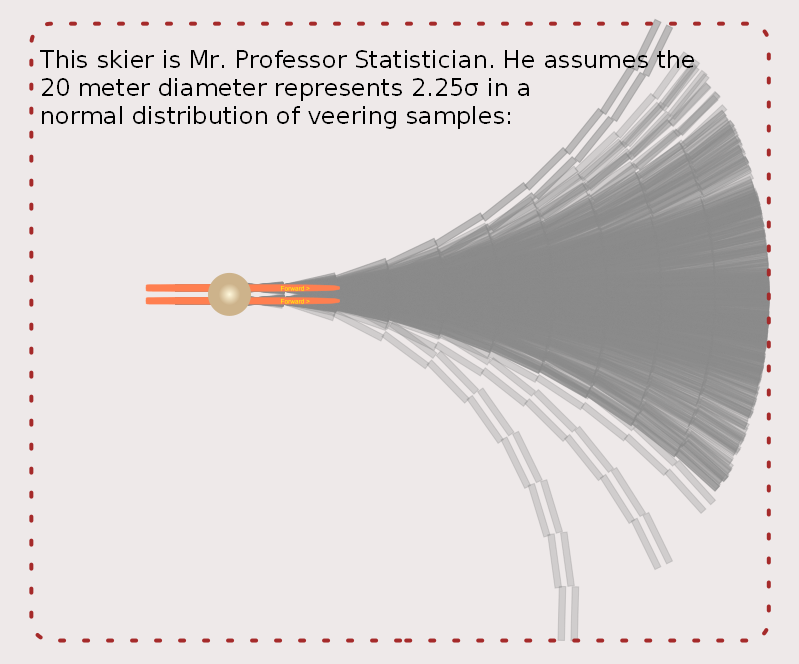 This skier is Mr. Professor Statistician. He assumes the
20 meter diameter represents 2.25σ in a
normal distribution of veering samples:
Forward >
Forward >